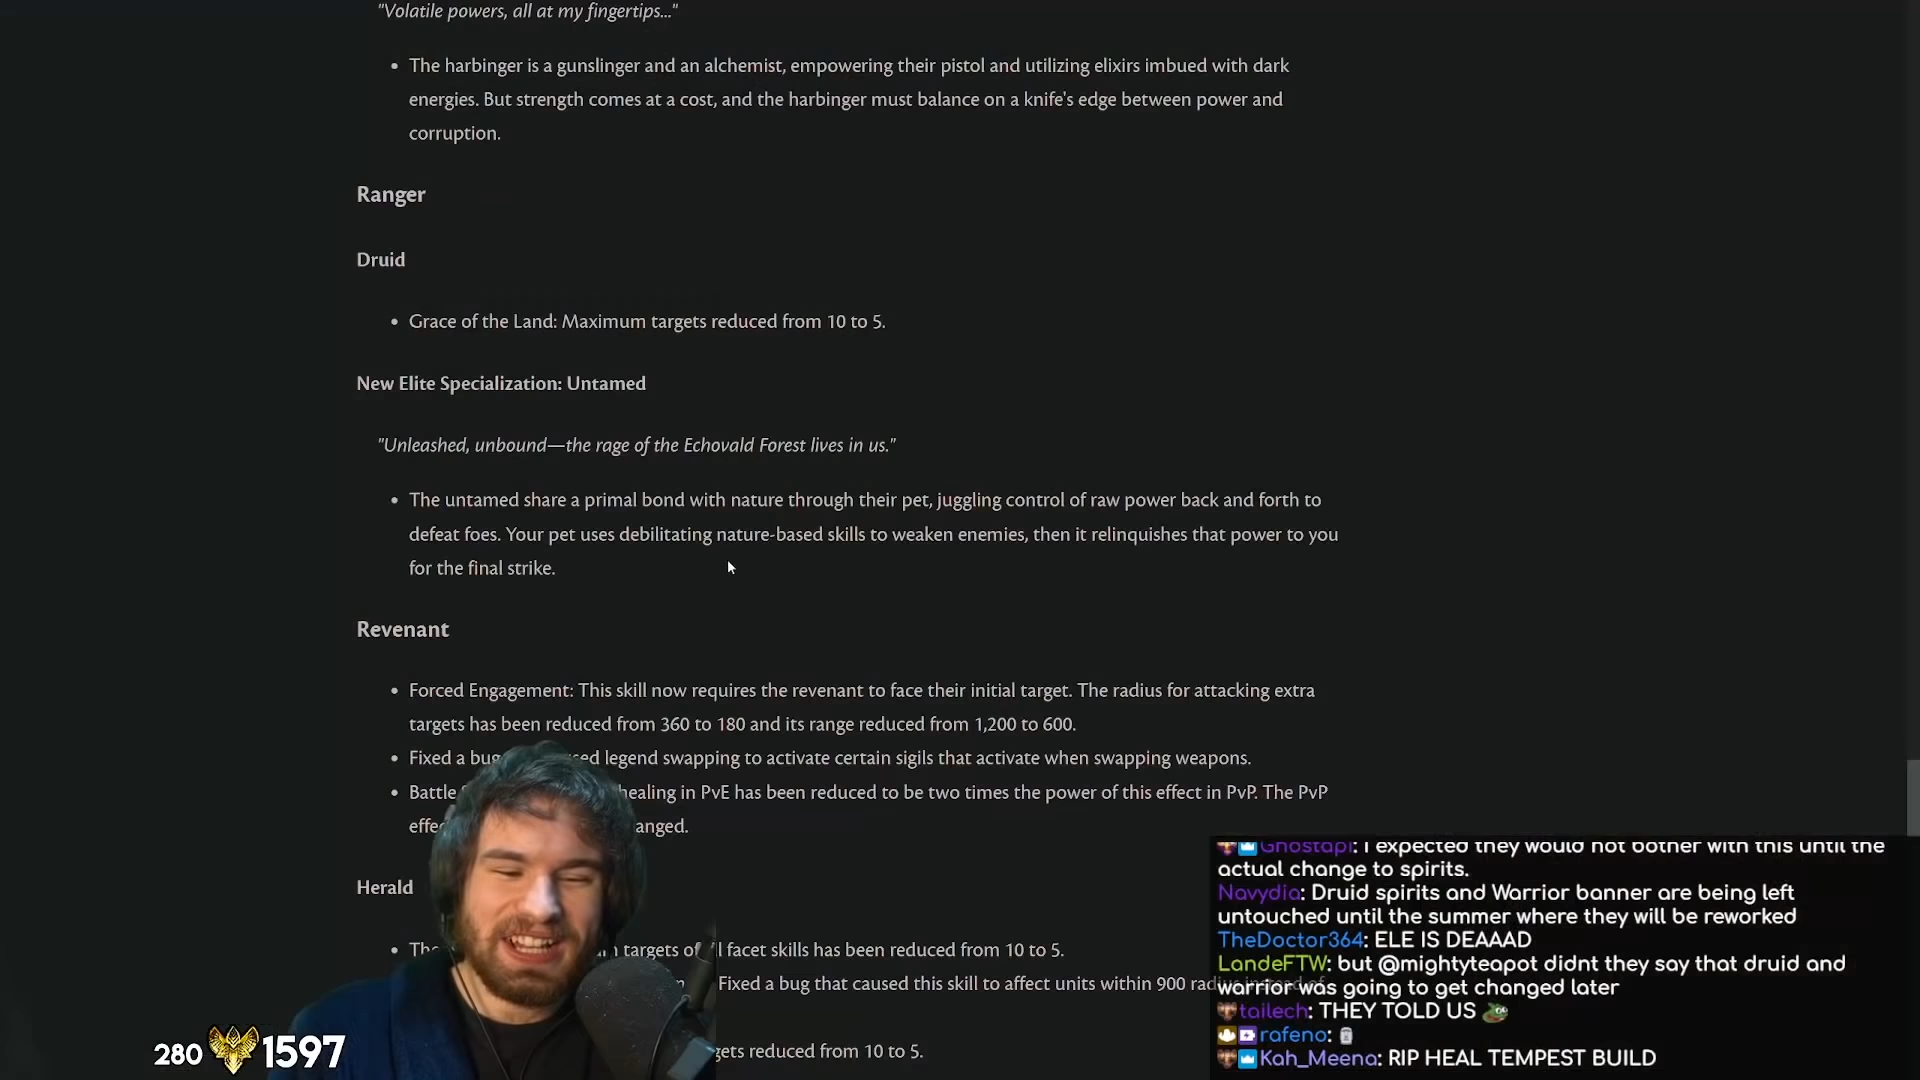 "Volatile powers, all at my fingertips..."
• The harbinger is a gunslinger and an alchemist, empowering their pistol and utilizing elixirs imbued with dark
energies. But strength comes at a cost, and the harbinger must balance on a knife's edge between power and
corruption.
Ranger
Druid
• Grace of the Land: Maximum targets reduced from 10 to 5.
New Elite Specialization: Untamed
"Unleashed, unbound—the rage of the Echovald Forest lives in us."
• The untamed share a primal bond with nature through their pet, juggling control of raw power back and forth to
defeat foes. Your pet uses debilitating nature-based skills to weaken enemies, then it relinquishes that power to you
for the final strike.
Revenant
• Forced Engagement: This skill now requires the revenant to face their initial target. The radius for attacking extra
targets has been reduced from 360 to 180 and its range reduced from 1,200 to 600.
• Fixed a bug legend swapping to activate certain sigils that activate when swapping weapons.
• Battle healing in PvE has been reduced to be two times the power of this effect in PvP. The PvP
Herald
targets of facet skills has been reduced from 10 to 5.
Fixed a bug that caused this skill to affect units within 900
reduced from 10 to 5.
280 1597
Ghostapi: I expected they would not bother with this until the
actual change to spirits.
Navydia: Druid spirits and Warrior banner are being left
untouched until the summer where they will be reworked
TheDoctor364: ELE IS DEAAAD
LandeFTW: but @mightyteapot didnt they say that druid and
warrior was going to get changed later
tailech: THEY TOLD US
rafeno:
Kah_Meena: RIP HEAL TEMPEST BUILD